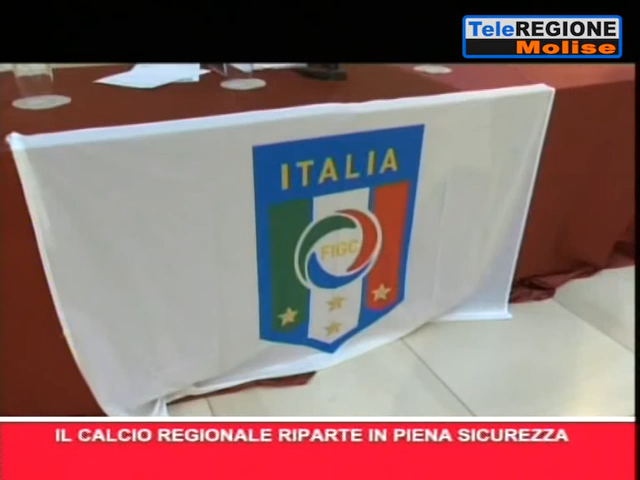 TeleREGIONE
Molise
ITALIA
FIGC
IL CALCIO REGIONALE RIPARTE IN PIENA SICUREZZA